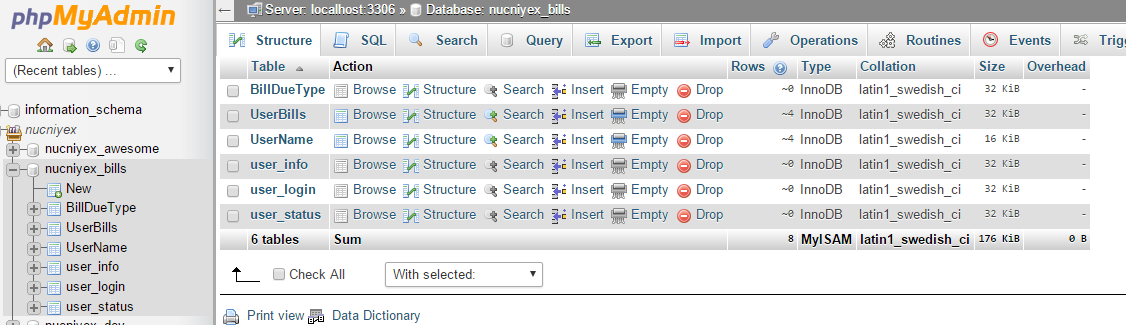 phpMyAdmin
(Recent tables) ...
information_schema
nucniyex
nucniyex_awesome
nucniyex_bills
New
BillDueType
UserBills
UserName
user_info
user_login
user_status
Server: localhost:3306 » Database: nucniyex_bills
Structure SQL Search Query Export Import Operations Routines Events
Table Action Rows Type Collation Size Overhead
BillDueType Browse Structure Search Insert Empty Drop ~0 InnoDB latin1_swedish_ci 32 KiB -
UserBills Browse Structure Search Insert Empty Drop ~4 InnoDB latin1_swedish_ci 32 KiB -
UserName Browse Structure Search Insert Empty Drop ~4 InnoDB latin1_swedish_ci 16 KiB -
user_info Browse Structure Search Insert Empty Drop ~0 InnoDB latin1_swedish_ci 32 KiB -
user_login Browse Structure Search Insert Empty Drop ~0 InnoDB latin1_swedish_ci 32 KiB -
user_status Browse Structure Search Insert Empty Drop ~0 InnoDB latin1_swedish_ci 32 KiB -
6 tables Sum 8 MyISAM latin1_swedish_ci 176 KiB 0 B
Check All With selected:
Print view Data Dictionary